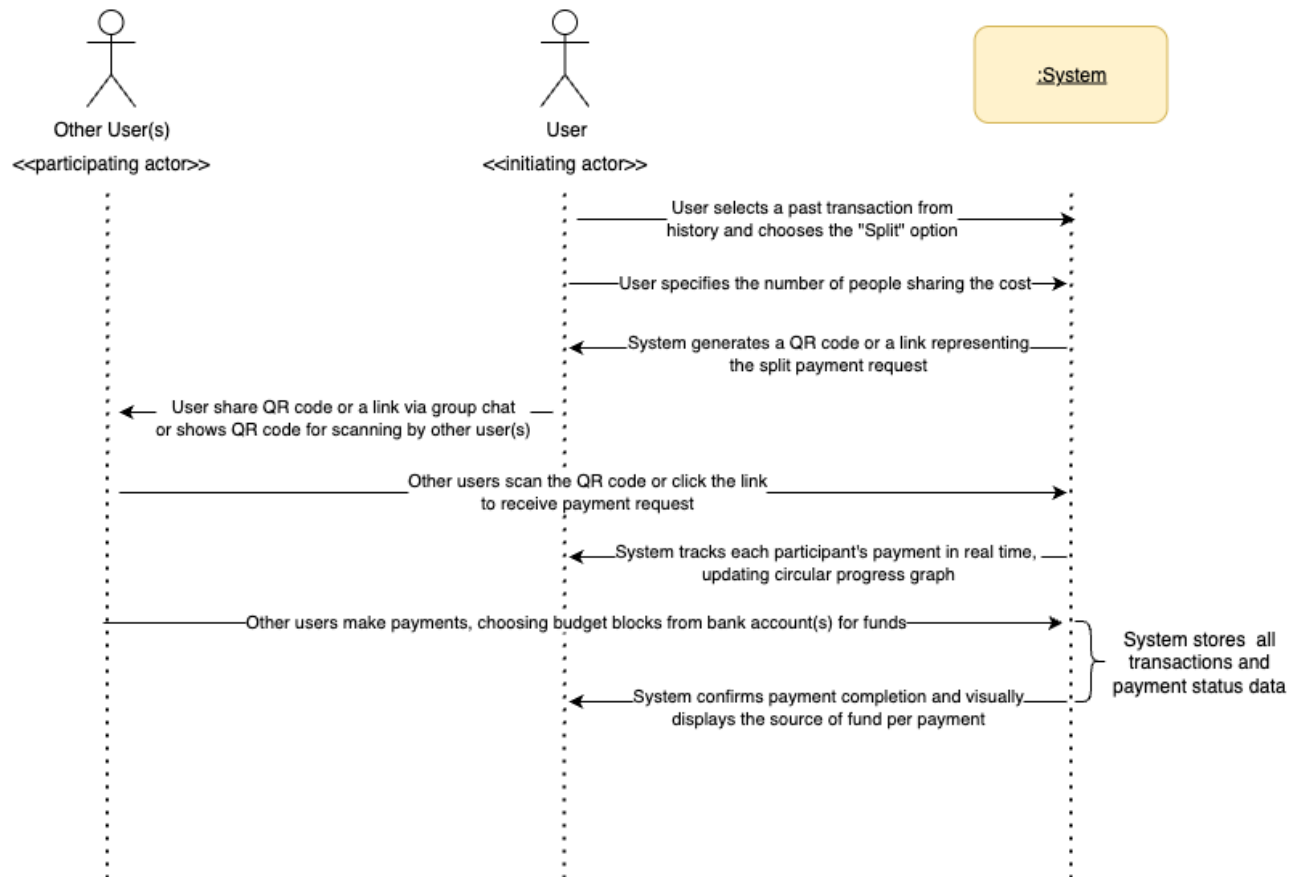 Other User(s)
<<participating actor>>
User
<<initiating actor>>
:System
User selects a past transaction from
history and chooses the "Split" option
User specifies the number of people sharing the cost
System generates a QR code or a link representing
the split payment request
User share QR code or a link via group chat
or shows QR code for scanning by other user(s)
Other users scan the QR code or click the link
to receive payment request
System tracks each participant's payment in real time,
updating circular progress graph
Other users make payments, choosing budget blocks from bank account(s) for funds
System stores all
transactions and
payment status data
System confirms payment completion and visually
displays the source of fund per payment